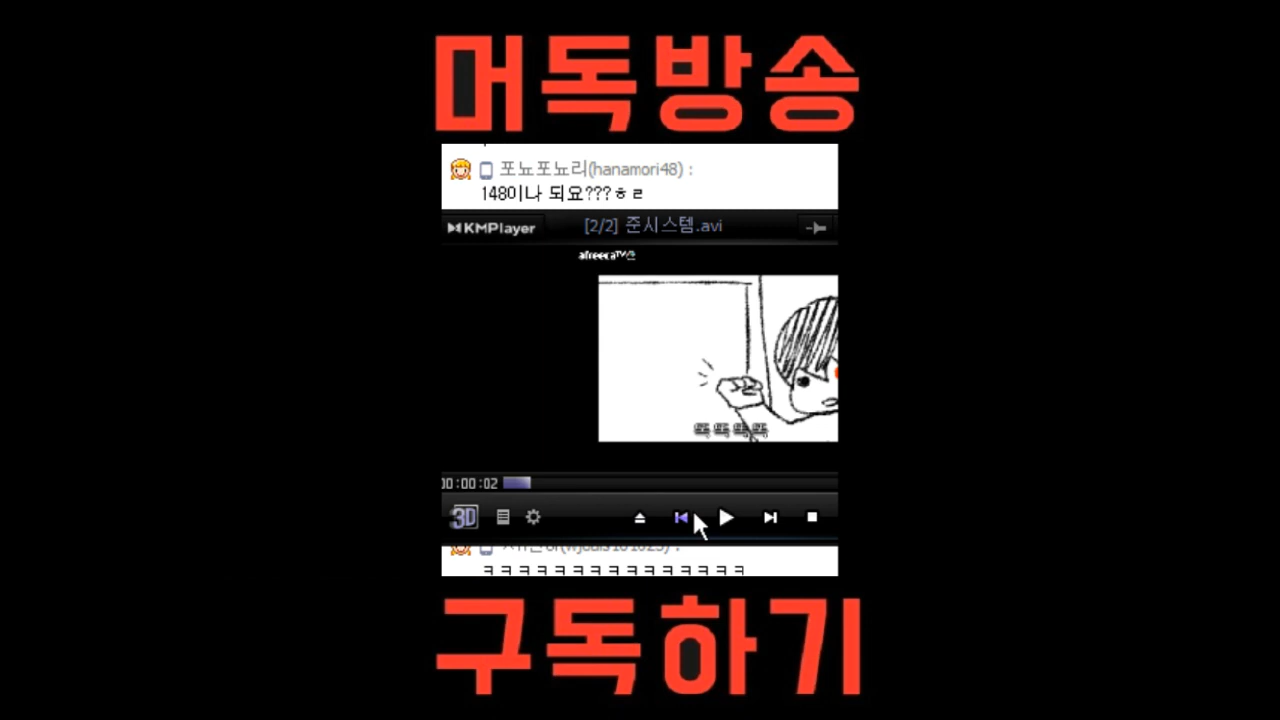 머독방송
포뇨포뇨리(hanamori48) :
1480이나 되요???ㅎㄹ
KMPlayer
[2/2] 준시스템.avi
afreecaTV
똑똑똑똑
00:00:02
3D
ㅋㅋㅋㅋㅋㅋㅋㅋㅋㅋㅋㅋㅋㅋㅋ
구독하기